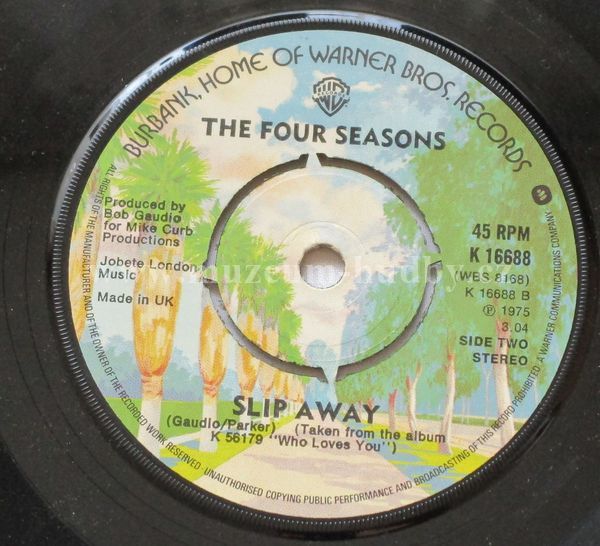 BURBANK, HOME OF WARNER BROS. RECORDS
THE FOUR SEASONS
Produced by
Bob Gaudio
for Mike Curb
Productions
Jobete London
Music
Made in UK
45 RPM
K 16688
(WBS 8168)
K 16688 B
℗ 1975
3.04
SIDE TWO
STEREO
SLIP AWAY
(Gaudio/Parker) (Taken from the album
K 56179 "Who Loves You")
ALL RIGHTS OF THE MANUFACTURER AND OF THE OWNER OF THE RECORDED WORK RESERVED UNAUTHORISED COPYING PUBLIC PERFORMANCE AND BROADCASTING OF THIS RECORD PROHIBITED A WARNER COMMUNICATIONS COMPANY